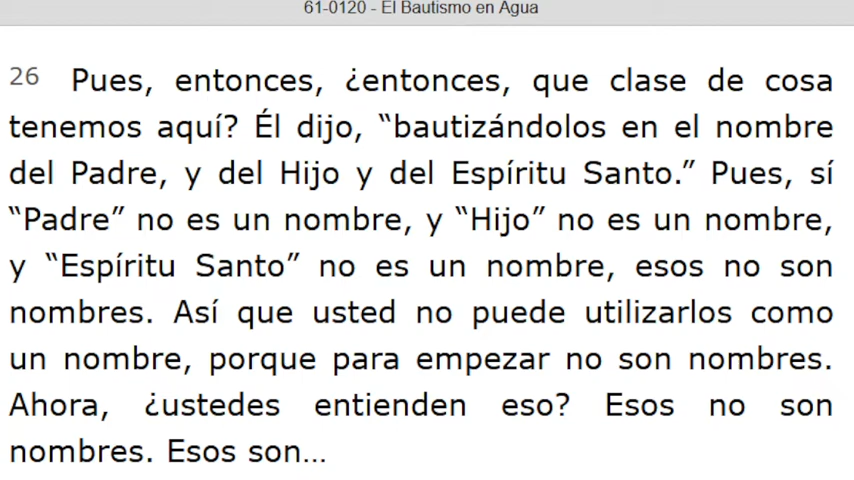 61-0120 - El Bautismo en Agua
26 Pues, entonces, ¿entonces, que clase de cosa
tenemos aquí? Él dijo, “bautizándolos en el nombre
del Padre, y del Hijo y del Espíritu Santo.” Pues, sí
“Padre” no es un nombre, y “Hijo” no es un nombre,
y “Espíritu Santo” no es un nombre, esos no son
nombres. Así que usted no puede utilizarlos como
un nombre, porque para empezar no son nombres.
Ahora, ¿ustedes entienden eso? Esos no son
nombres. Esos son…